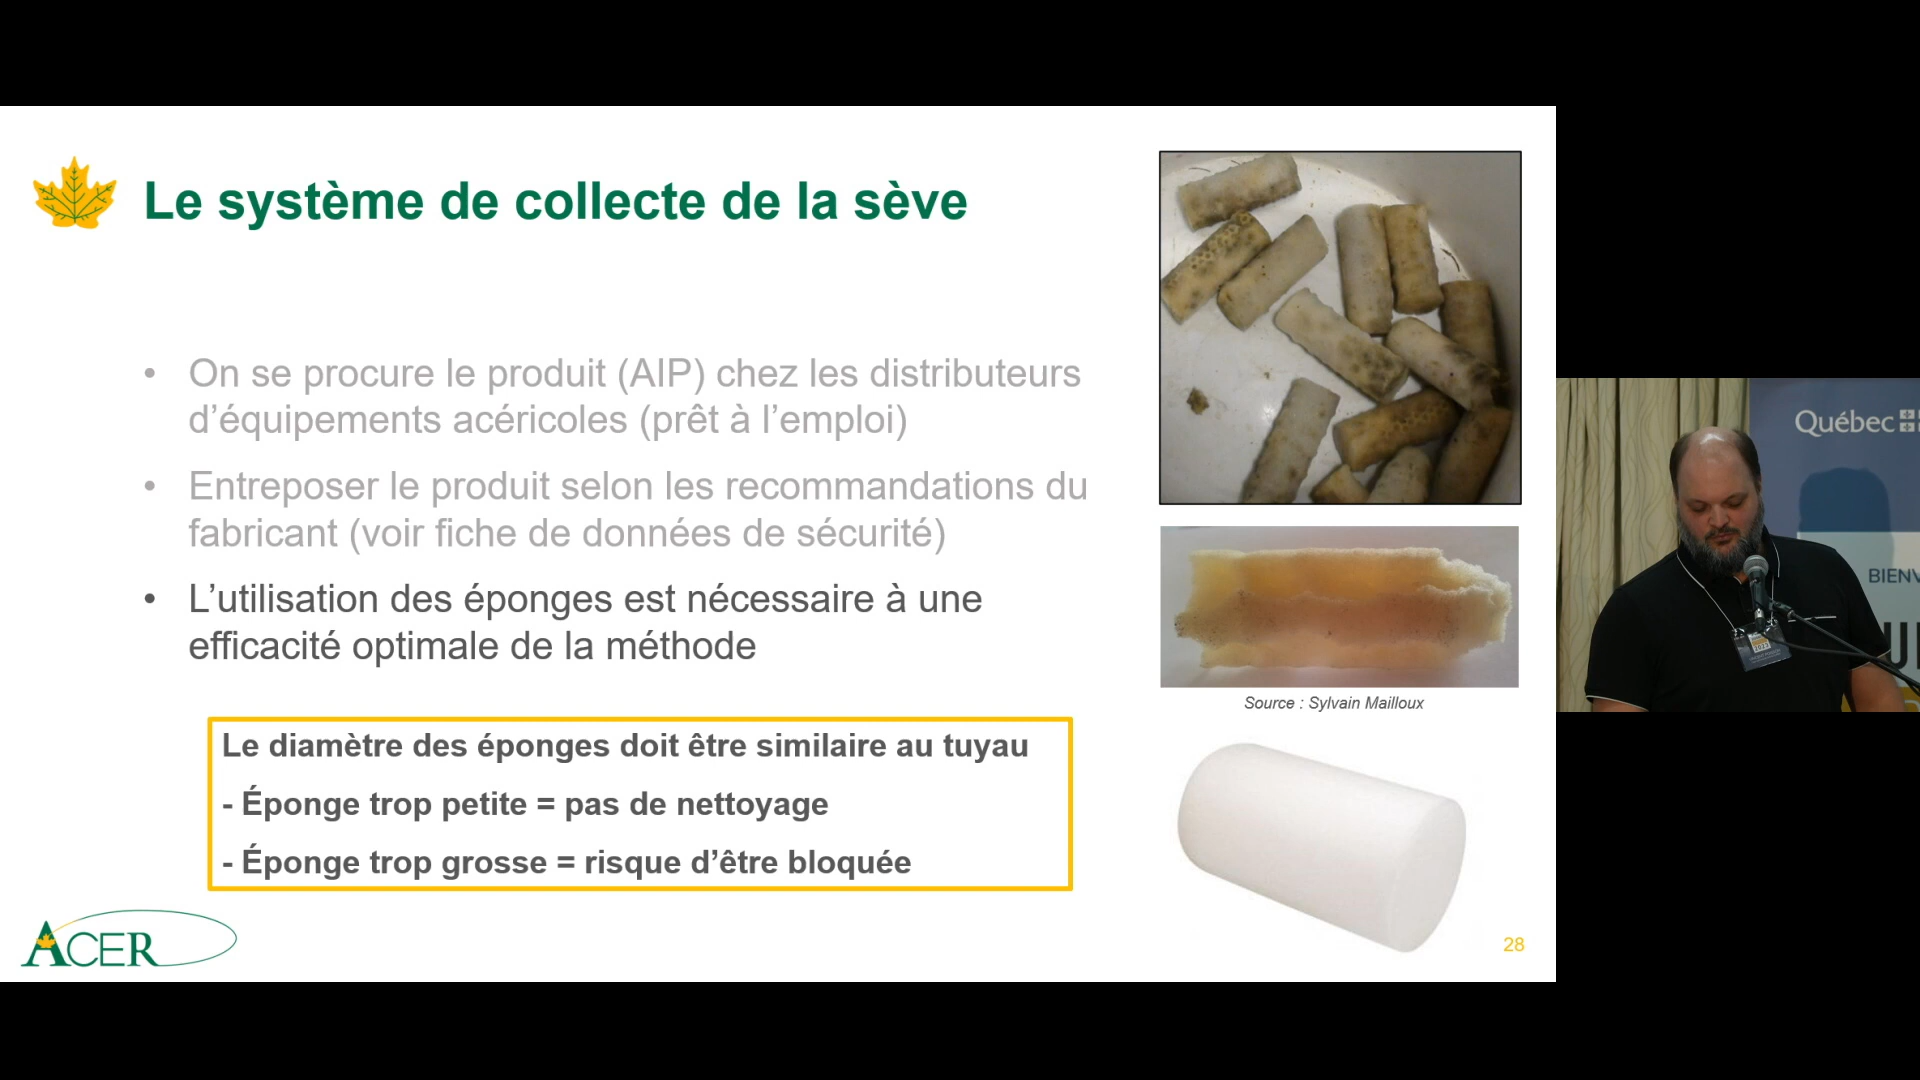 Le système de collecte de la sève
• On se procure le produit (AIP) chez les distributeurs
d’équipements acéricoles (prêt à l’emploi)
• Entreposer le produit selon les recommandations du
fabricant (voir fiche de données de sécurité)
• L’utilisation des éponges est nécessaire à une
efficacité optimale de la méthode
Le diamètre des éponges doit être similaire au tuyau
- Éponge trop petite = pas de nettoyage
- Éponge trop grosse = risque d’être bloquée
Source : Sylvain Mailloux
ACER
28
Québec
BIENV